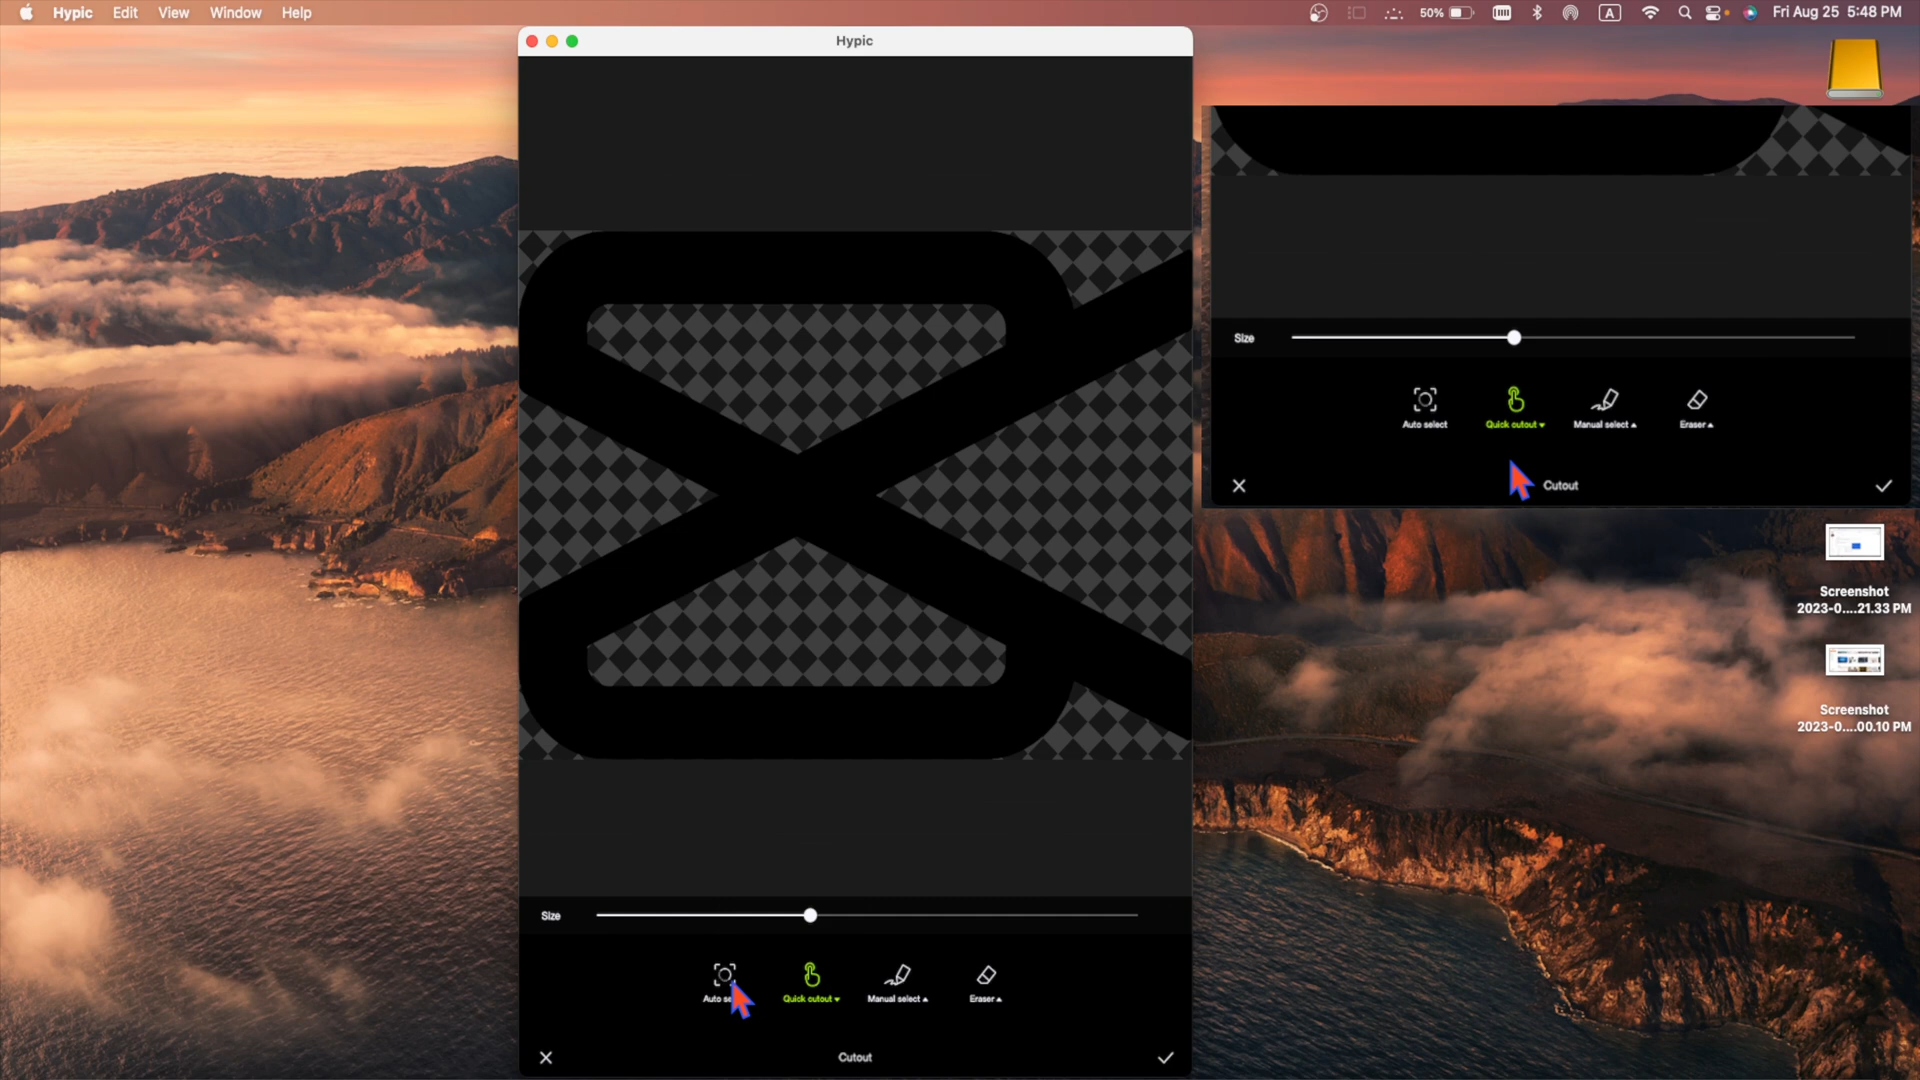 Hypic Edit View Window Help
50% A Fri Aug 25 5:48 PM
Hypic
Size
Auto select Quick cutout Manual select Eraser
Cutout
Size
Quick cutout Manual select Eraser
Cutout
Screenshot
2023-0....21.33 PM
Screenshot
2023-0....00.10 PM